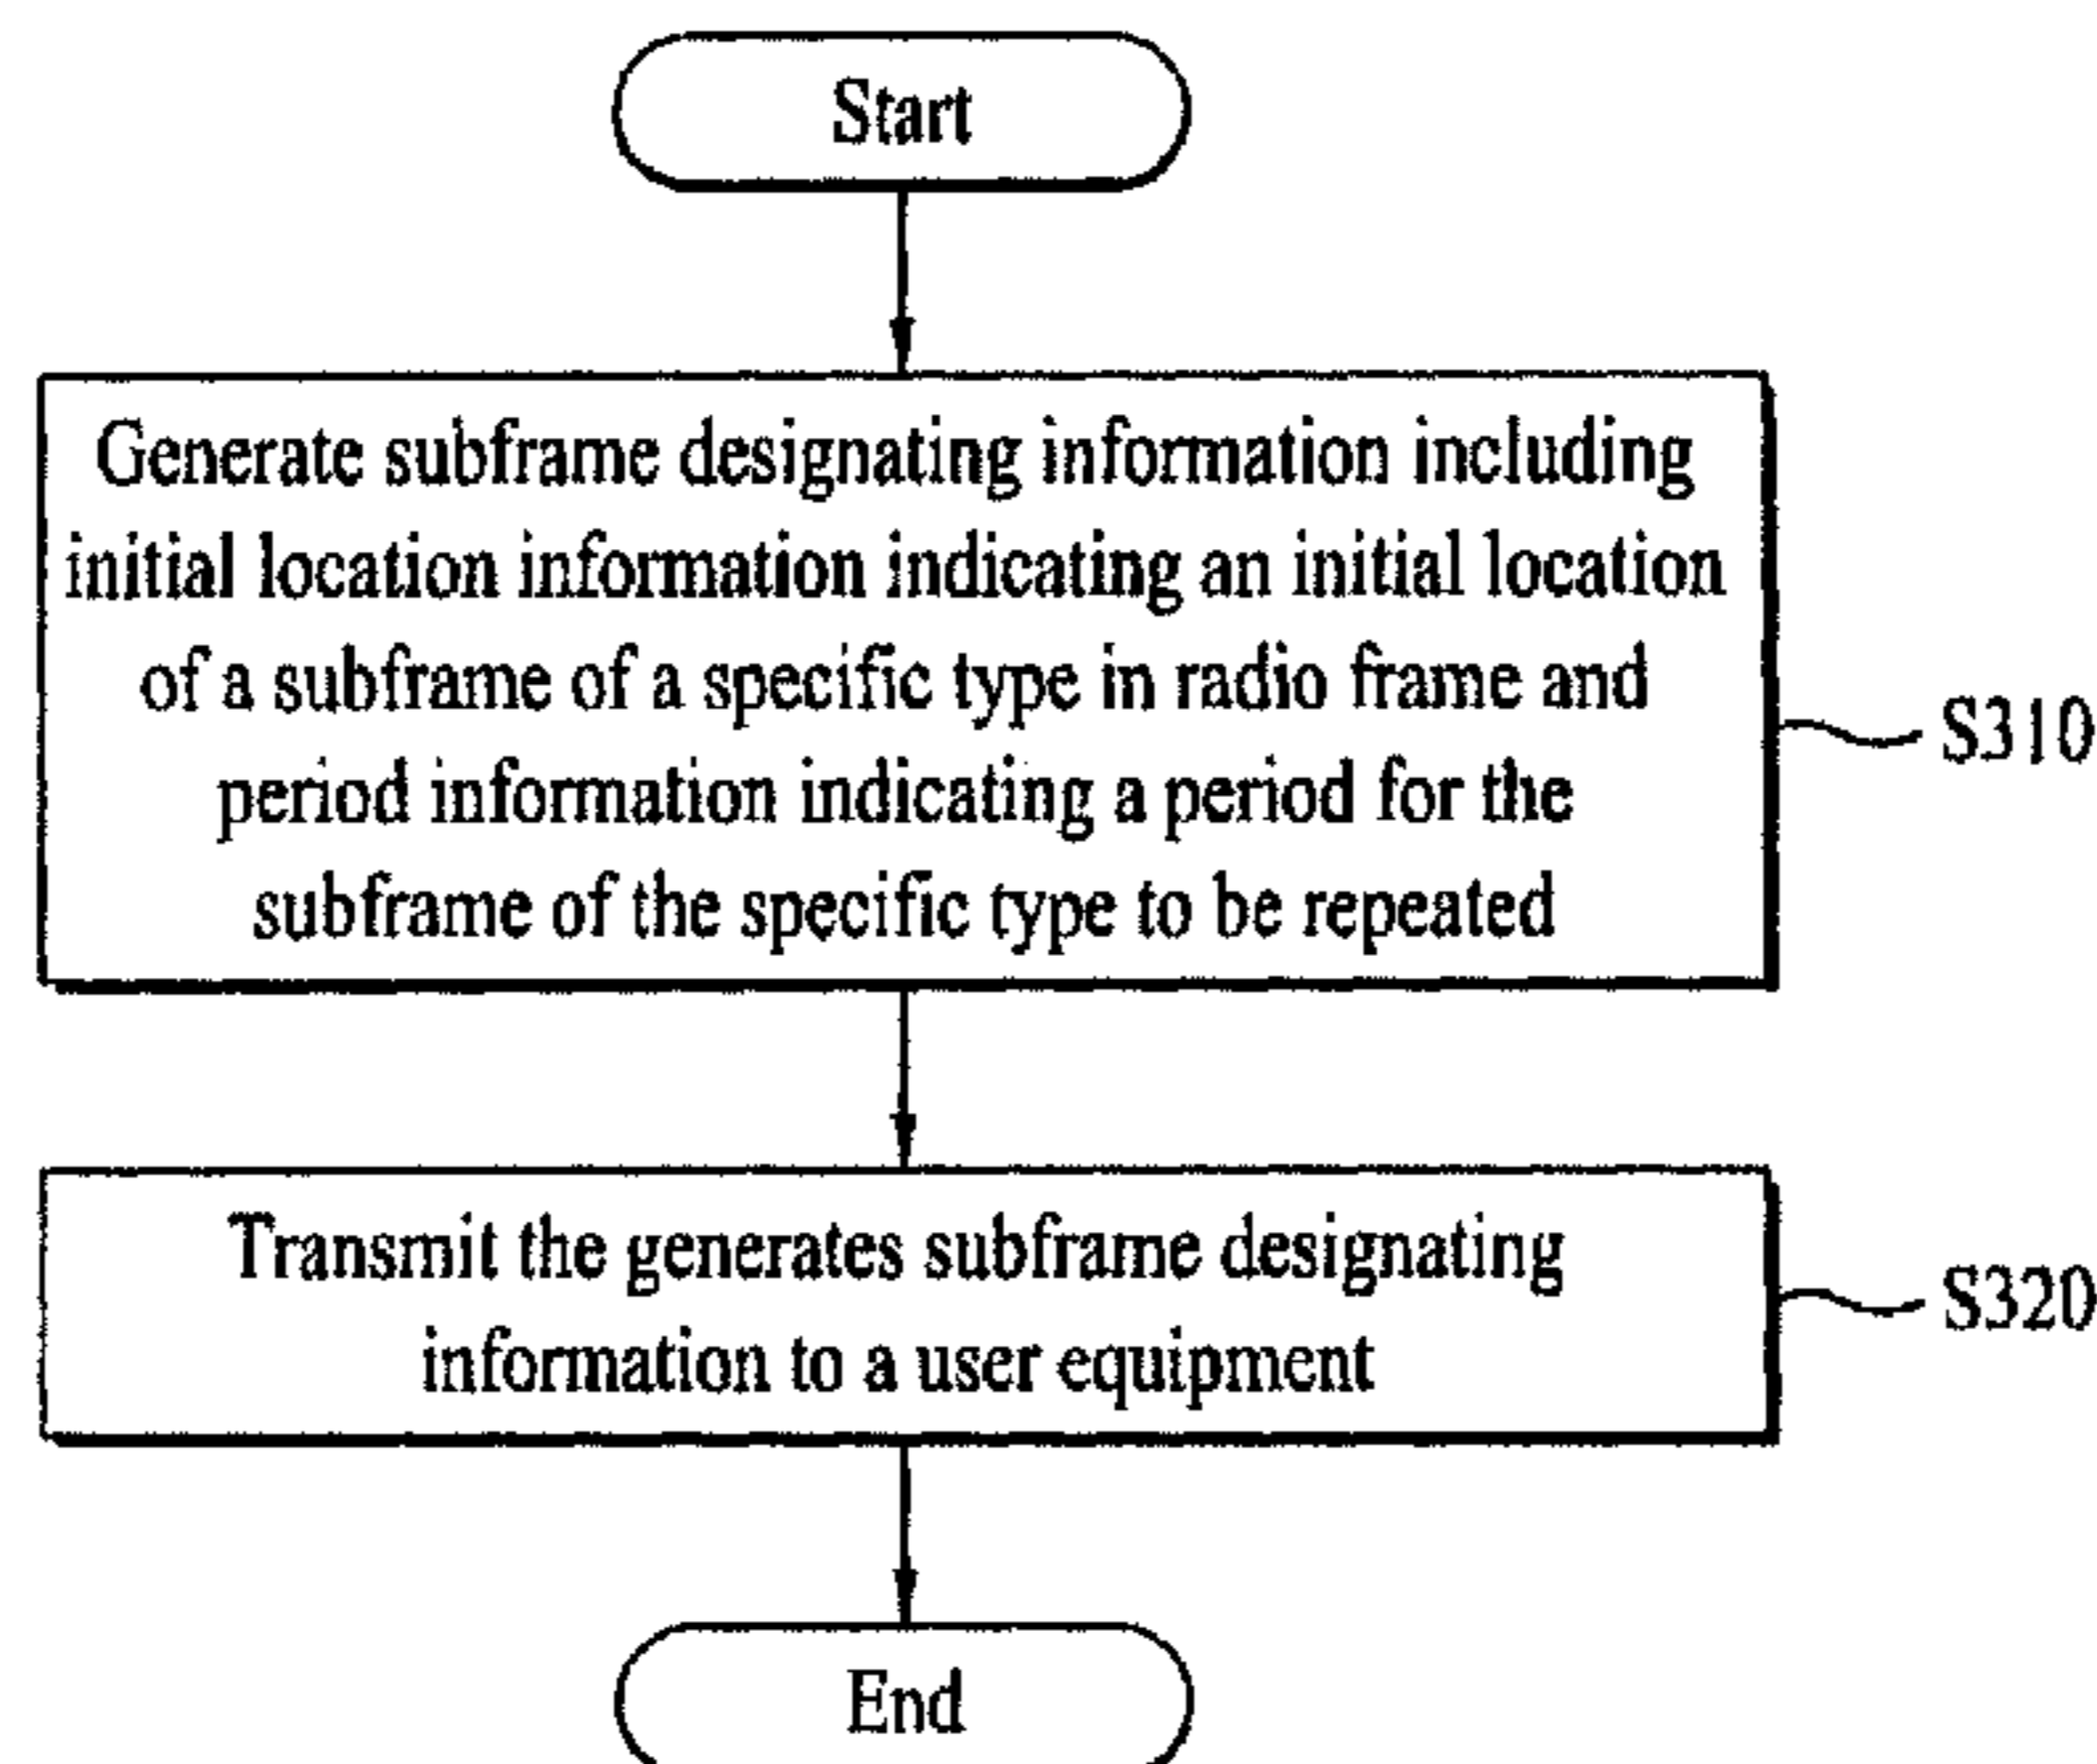 Start
Generate subframe designating information including
initial location information indicating an initial location
of a subframe of a specific type in radio frame and
period information indicating a period for the
subframe of the specific type to be repeated
S310
Transmit the generates subframe designating
information to a user equipment
S320
End